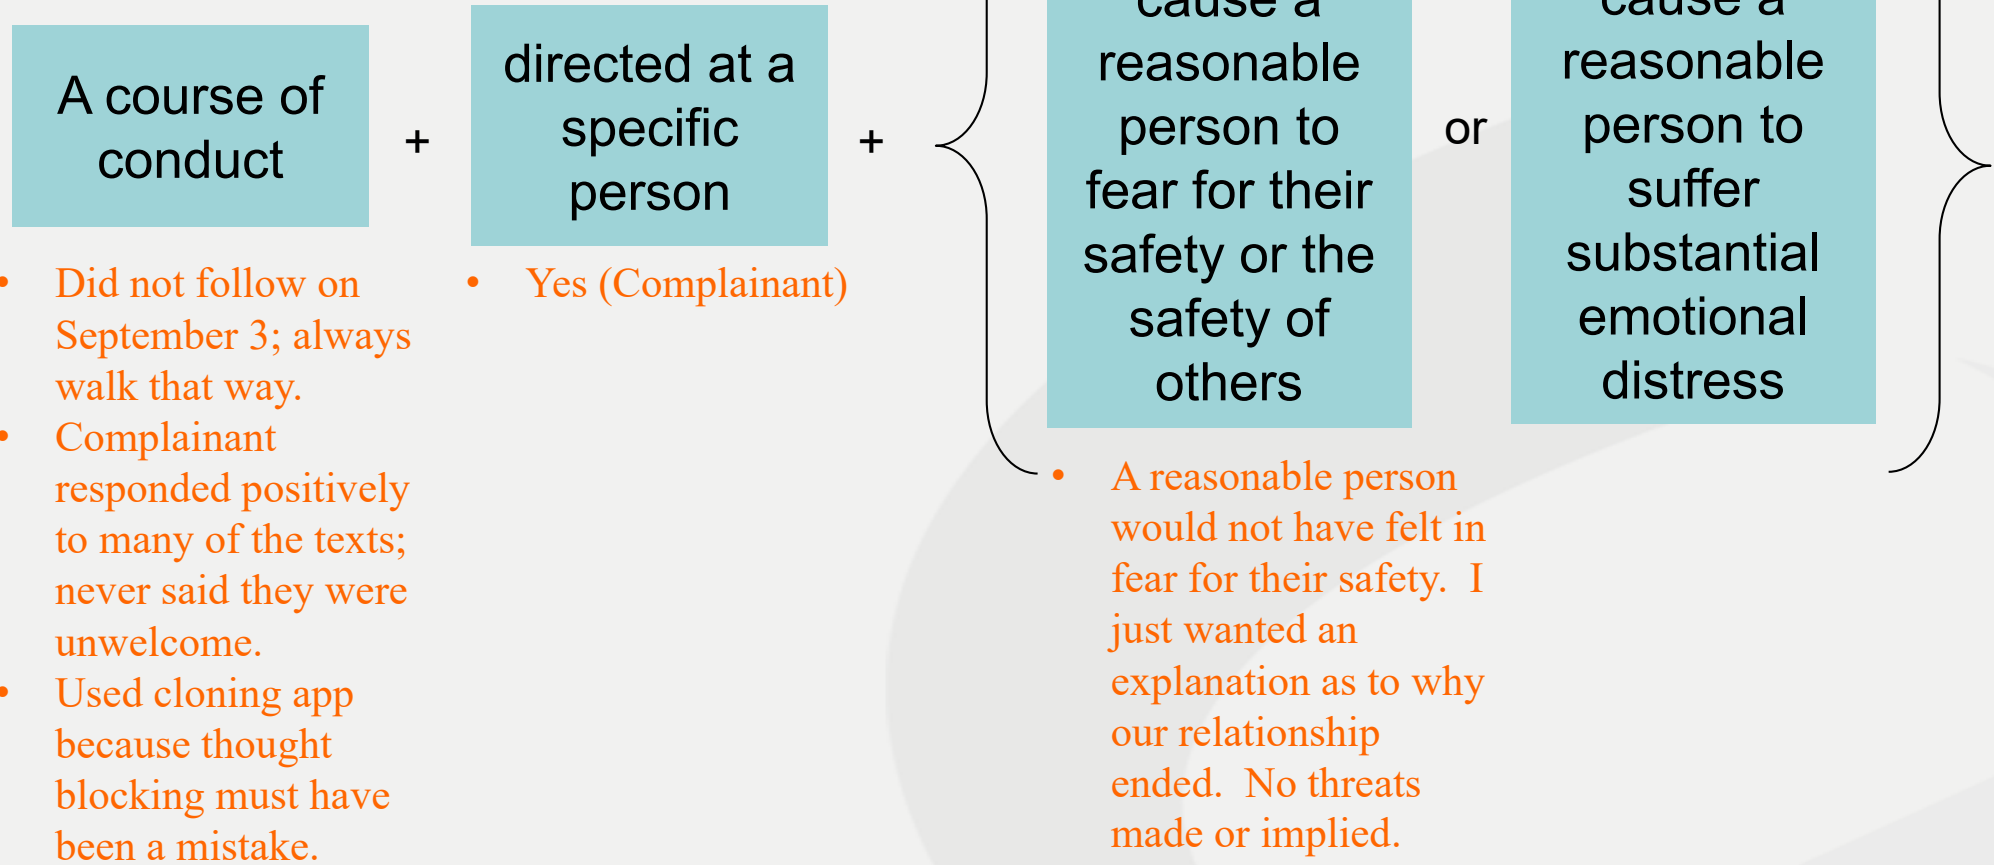 A course of
conduct
+
directed at a
specific
person
+
cause a
reasonable
person to
fear for their
safety or the
safety of
others
or
cause a
reasonable
person to
suffer
substantial
emotional
distress
• Did not follow on
September 3; always
walk that way.
• Complainant
responded positively
to many of the texts;
never said they were
unwelcome.
• Used cloning app
because thought
blocking must have
been a mistake.
• Yes (Complainant)
• A reasonable person
would not have felt in
fear for their safety.  I
just wanted an
explanation as to why
our relationship
ended.  No threats
made or implied.